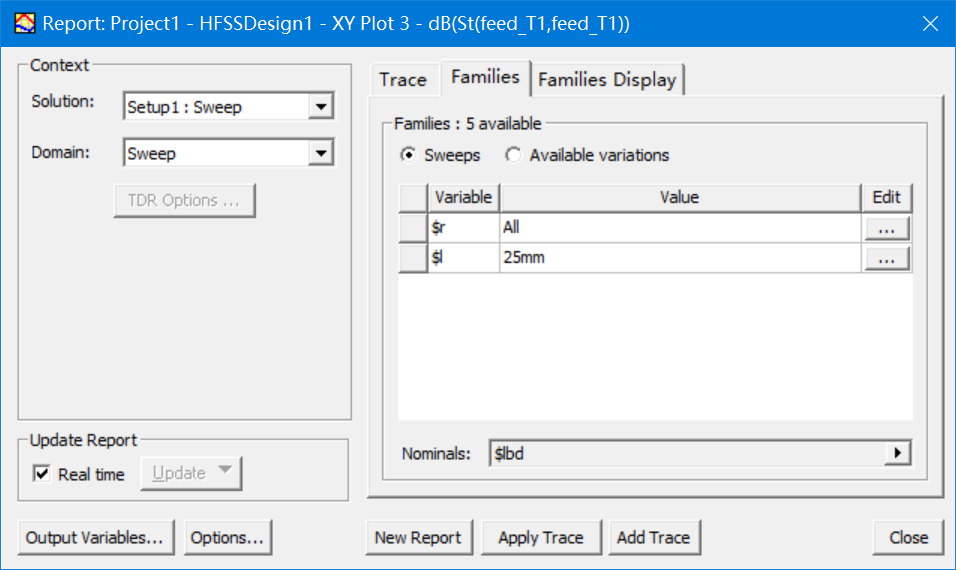 Report: Project1 - HFSSDesign1 - XY Plot 3 - dB(St(feed_T1,feed_T1))
Context
Solution: Setup1 : Sweep
Domain: Sweep
TDR Options ...
Update Report
Real time Update
Output Variables... Options...
Trace Families Families Display
Families : 5 available
Sweeps Available variations
Variable Value Edit
$r All ...
$l 25mm ...
Nominals: $lbd
New Report Apply Trace Add Trace Close